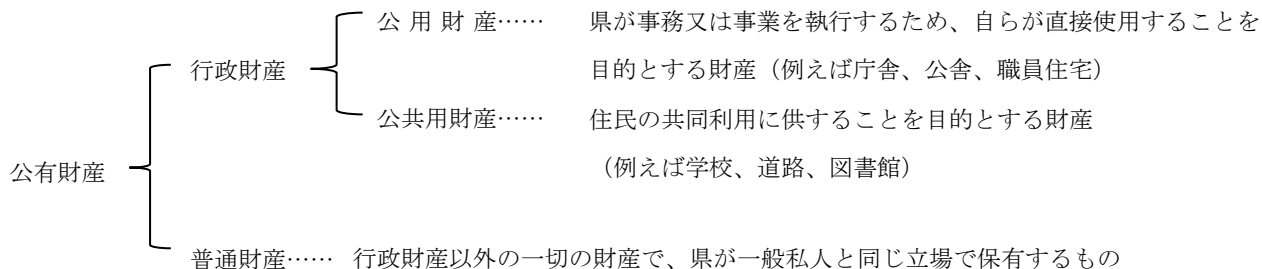 公 用 財 産…… 県が事務又は事業を執行するため、自らが直接使用することを
行政財産 目的とする財産（例えば庁舎、公舎、職員住宅）
公共用財産…… 住民の共同利用に供することを目的とする財産
公有財産 （例えば学校、道路、図書館）
普通財産…… 行政財産以外の一切の財産で、県が一般私人と同じ立場で保有するもの